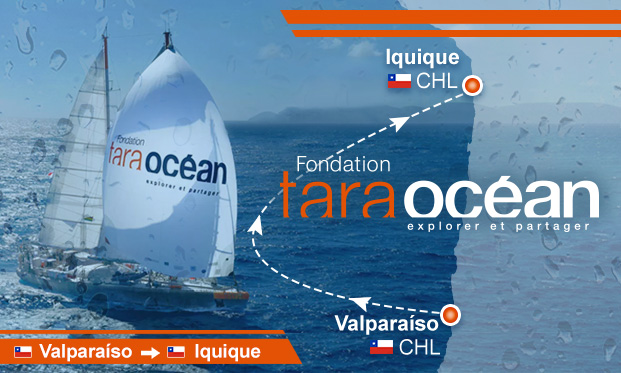 Iquique
CHL
Fondation
tara océan
explorer et partager
Fondation
tara océan
explorer et partager
Valparaíso
CHL
Valparaíso Iquique